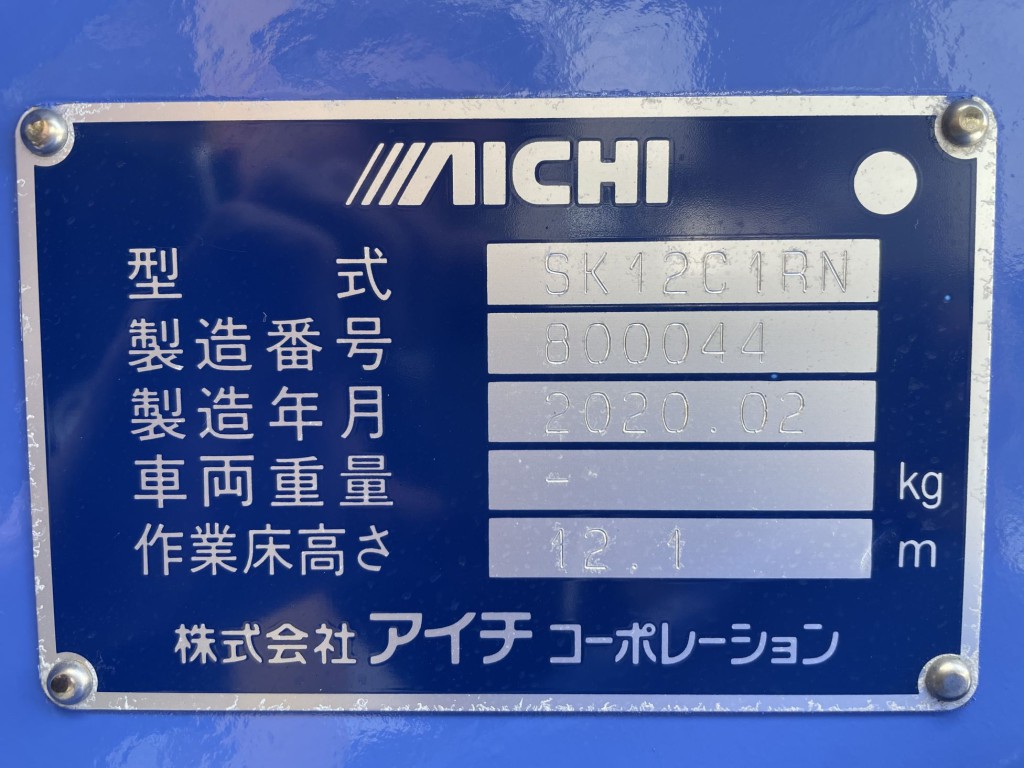 AICHI
型式 SK12C1RN
製造番号 800044
製造年月 2020.02
車両重量 - kg
作業床高さ 12.1 m
株式会社アイチコーポレーション